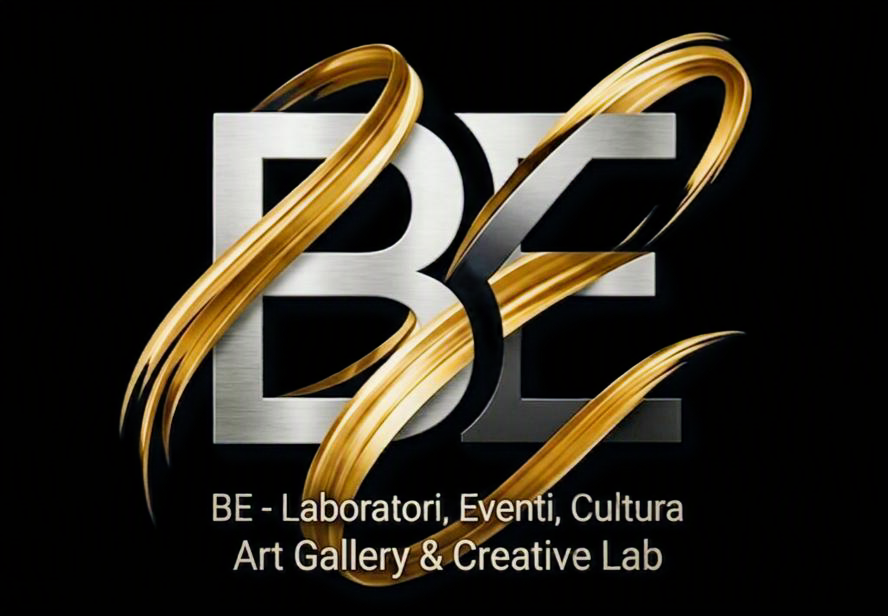 BE
BE - Laboratori, Eventi, Cultura
Art Gallery & Creative Lab